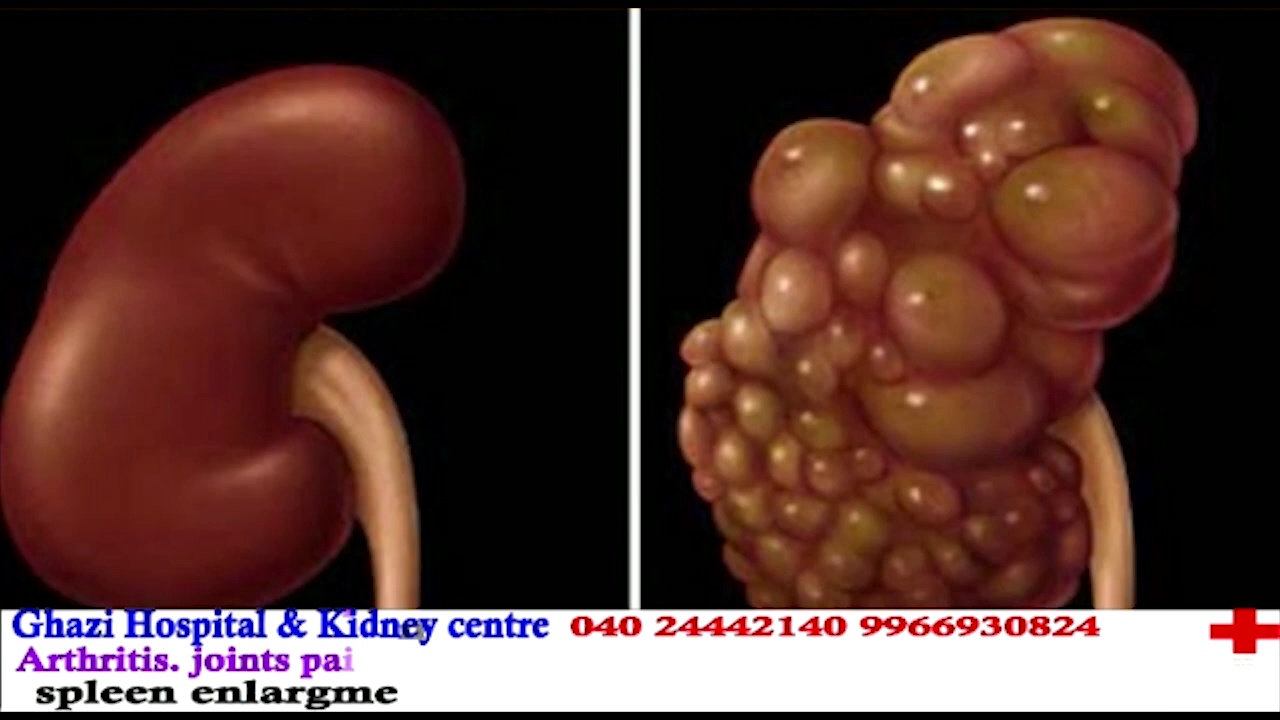 Ghazi Hospital & Kidney centre 040 24442140 9966930824
Arthritis. joints pai
spleen enlargme